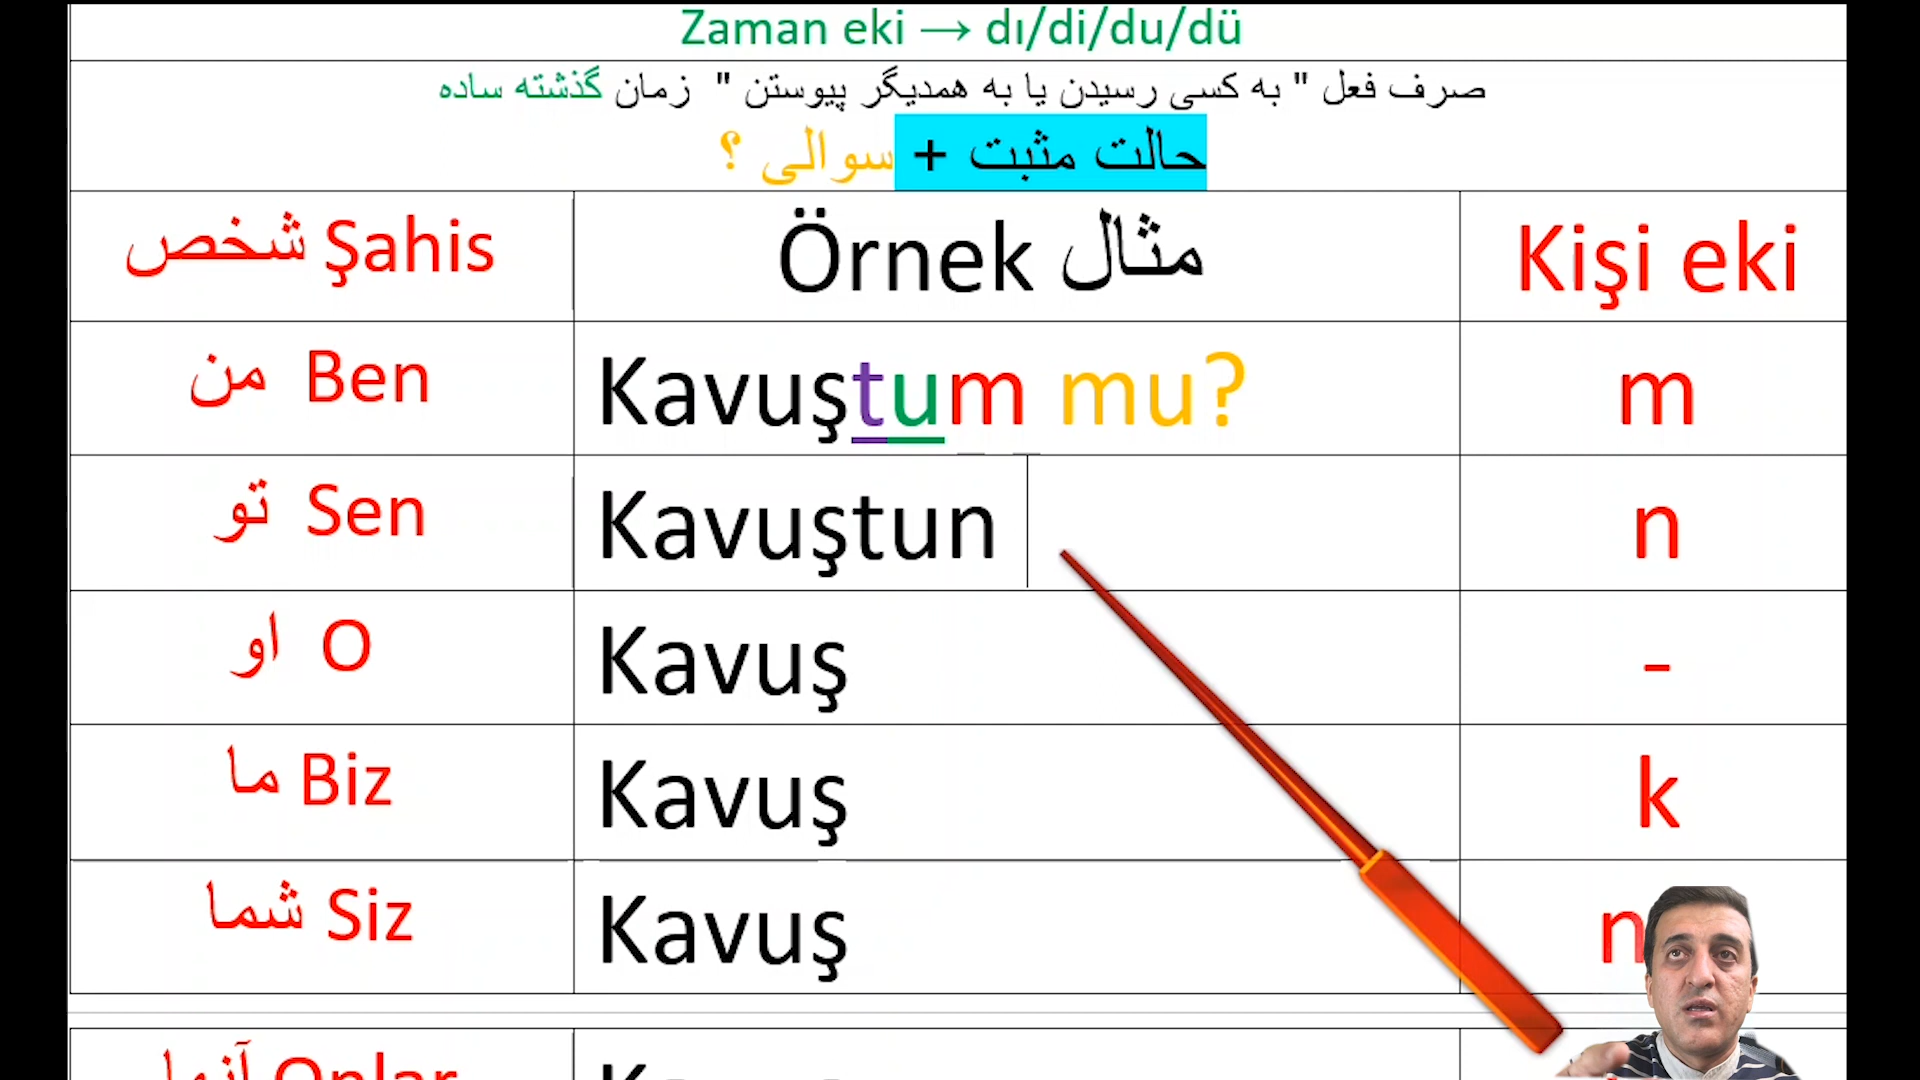 Zaman eki → dı/di/du/dü
صرف فعل " به کسی رسیدن یا به همدیگر پیوستن " زمان گذشته ساده
حالت مثبت + سوالی ؟
شخص Şahis
Örnek مثال
Kişi eki
من Ben
Kavuştum mu?
m
تو Sen
Kavuştun
n
او O
Kavuş
-
ما Biz
Kavuş
k
شما Siz
Kavuş
آنها Onlar